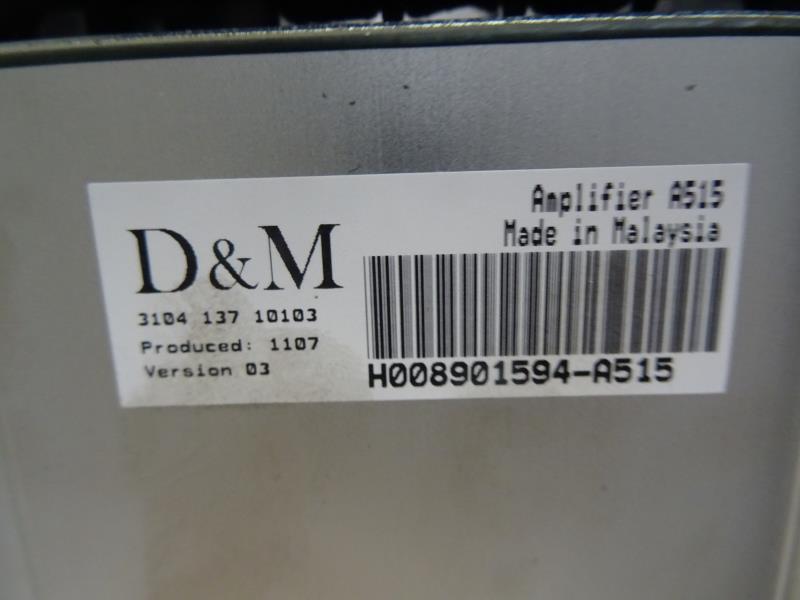 Amplifier A515
Made in Malaysia
D&M
3104 137 10103
Produced: 1107
Version 03
H008901594-A515